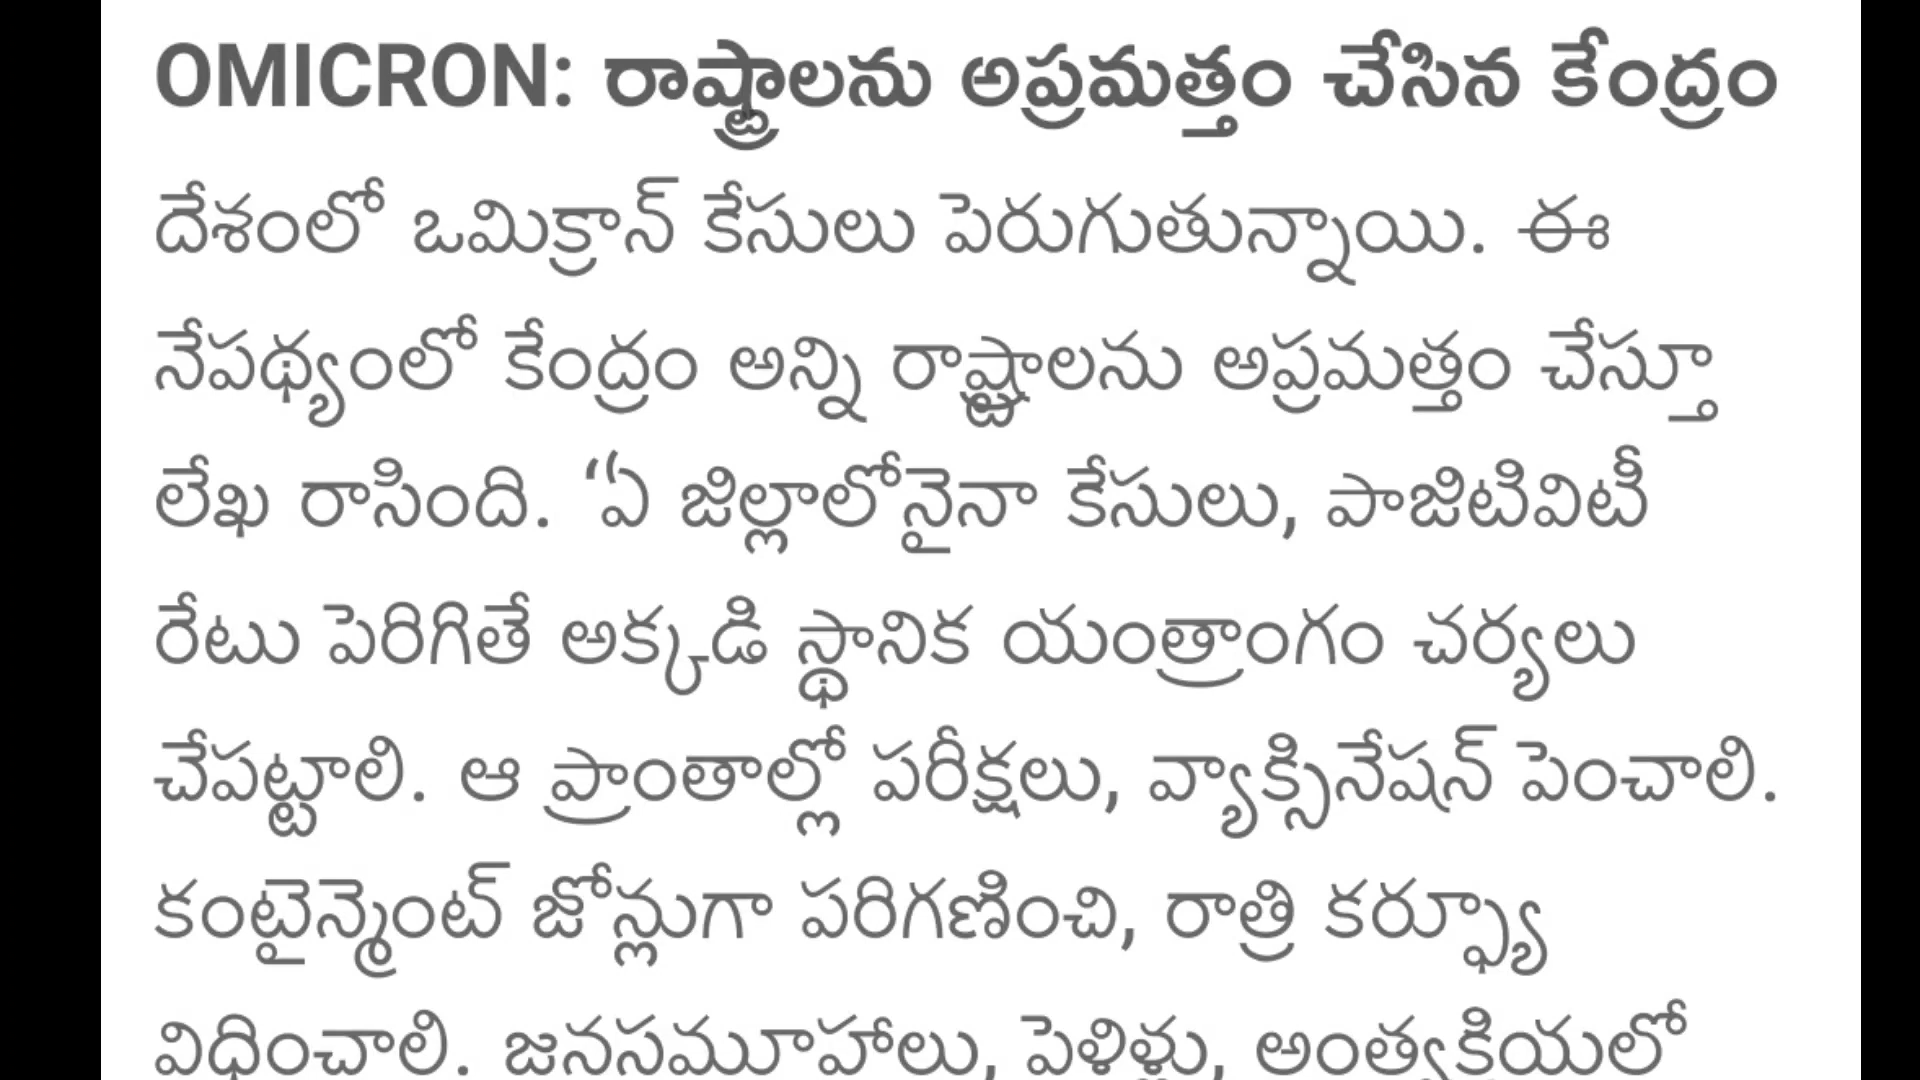 OMICRON: రాష్ట్రాలను అప్రమత్తం చేసిన కేంద్రం
దేశంలో ఒమిక్రాన్ కేసులు పెరుగుతున్నాయి. ఈ
నేపథ్యంలో కేంద్రం అన్ని రాష్ట్రాలను అప్రమత్తం చేస్తూ
లేఖ రాసింది. “ఏ జిల్లాలోనైనా కేసులు, పాజిటివిటీ
రేటు పెరిగితే అక్కడి స్థానిక యంత్రాంగం చర్యలు
చేపట్టాలి. ఆ ప్రాంతాల్లో పరీక్షలు, వ్యాక్సినేషన్ పెంచాలి.
కంటైన్మెంట్ జోన్లుగా పరిగణించి, రాత్రి కర్ఫ్యూ
విధించాలి. జనసమూహాలు, పెళిళ్లు, అంత్యక్రియలో